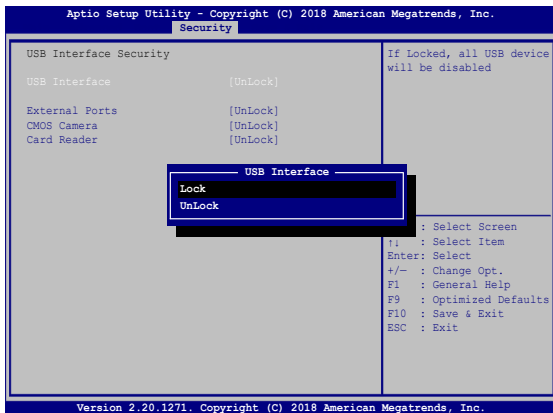 Aptio Setup Utility - Copyright (C) 2018 American Megatrends, Inc.
Security
USB Interface Security
USB Interface [UnLock]
External Ports [UnLock]
CMOS Camera [UnLock]
Card Reader [UnLock]
If Locked, all USB device
will be disabled
USB Interface
Lock
UnLock
: Select Screen
↑↓ : Select Item
Enter: Select
+/— : Change Opt.
F1 : General Help
F9 : Optimized Defaults
F10 : Save & Exit
ESC : Exit
Version 2.20.1271. Copyright (C) 2018 American Megatrends, Inc.